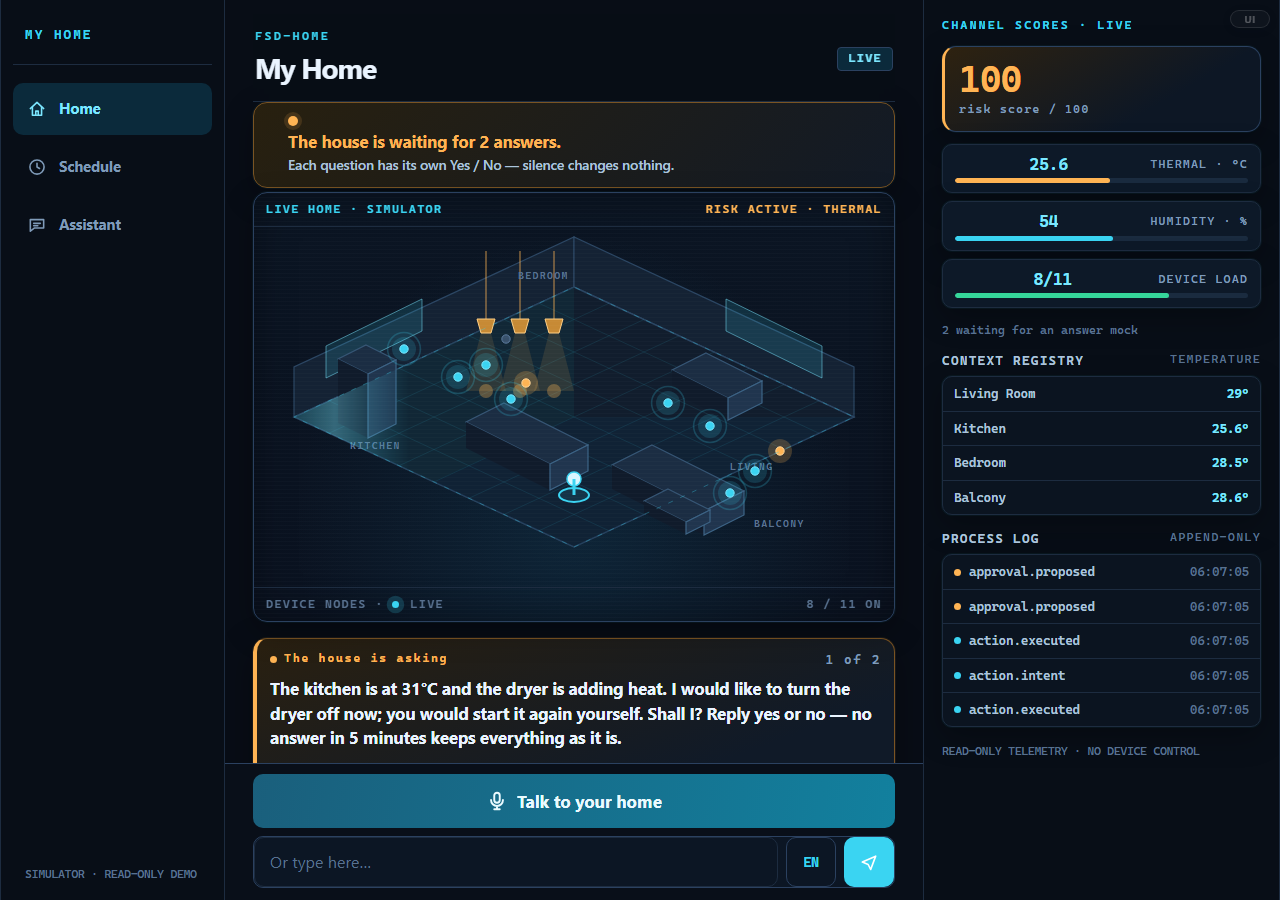 MY HOME
Home
Schedule
Assistant
SIMULATOR · READ-ONLY DEMO
FSD-HOME
My Home
LIVE
The house is waiting for 2 answers.
Each question has its own Yes / No — silence changes nothing.
LIVE HOME · SIMULATOR
RISK ACTIVE · THERMAL
BEDROOM
KITCHEN
LIVING
BALCONY
DEVICE NODES · LIVE
8 / 11 ON
The house is asking
1 of 2
The kitchen is at 31°C and the dryer is adding heat. I would like to turn the
dryer off now; you would start it again yourself. Shall I? Reply yes or no — no
answer in 5 minutes keeps everything as it is.
Talk to your home
Or type here...
EN
CHANNEL SCORES · LIVE
UI
100
risk score / 100
25.6 THERMAL · °C
54 HUMIDITY · %
8/11 DEVICE LOAD
2 waiting for an answer mock
CONTEXT REGISTRY TEMPERATURE
Living Room 29°
Kitchen 25.6°
Bedroom 28.5°
Balcony 28.6°
PROCESS LOG APPEND-ONLY
approval.proposed 06:07:05
approval.proposed 06:07:05
action.executed 06:07:05
action.intent 06:07:05
action.executed 06:07:05
READ-ONLY TELEMETRY · NO DEVICE CONTROL